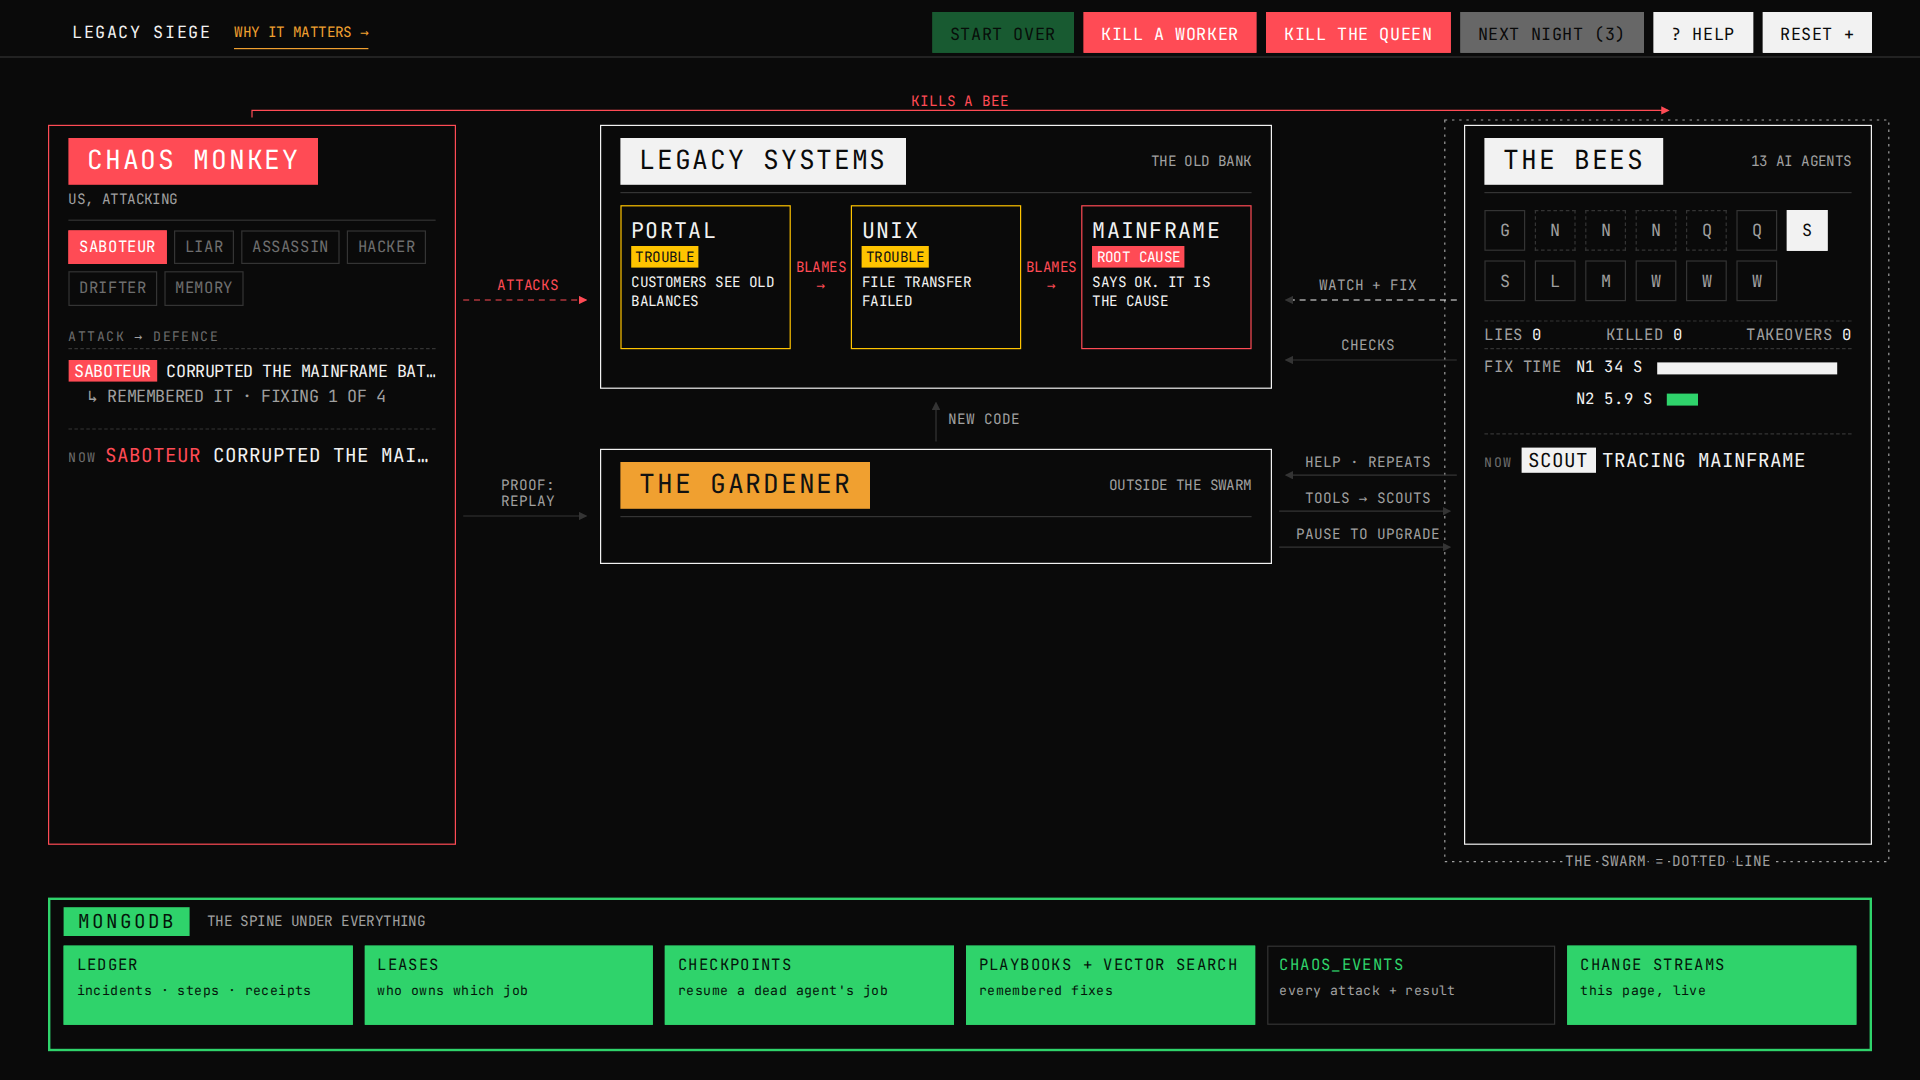 LEGACY SIEGE
WHY IT MATTERS →
START OVER
KILL A WORKER
KILL THE QUEEN
NEXT NIGHT (3)
? HELP
RESET +
KILLS A BEE
CHAOS MONKEY
US, ATTACKING
SABOTEUR
LIAR
ASSASSIN
HACKER
DRIFTER
MEMORY
ATTACK → DEFENCE
SABOTEUR CORRUPTED THE MAINFRAME BAT…
↳ REMEMBERED IT · FIXING 1 OF 4
NOW SABOTEUR CORRUPTED THE MAI…
ATTACKS
PROOF:
REPLAY
LEGACY SYSTEMS
THE OLD BANK
PORTAL
TROUBLE
CUSTOMERS SEE OLD
BALANCES
BLAMES
→
UNIX
TROUBLE
FILE TRANSFER
FAILED
BLAMES
→
MAINFRAME
ROOT CAUSE
SAYS OK. IT IS
THE CAUSE
NEW CODE
THE GARDENER
OUTSIDE THE SWARM
WATCH + FIX
CHECKS
HELP · REPEATS
TOOLS → SCOUTS
PAUSE TO UPGRADE
THE BEES
13 AI AGENTS
G N N N Q Q S
S L M W W W
LIES 0
KILLED 0
TAKEOVERS 0
FIX TIME N1 34 S
N2 5.9 S
NOW SCOUT TRACING MAINFRAME
THE SWARM = DOTTED LINE
MONGODB
THE SPINE UNDER EVERYTHING
LEDGER
incidents · steps · receipts
LEASES
who owns which job
CHECKPOINTS
resume a dead agent's job
PLAYBOOKS + VECTOR SEARCH
remembered fixes
CHAOS_EVENTS
every attack + result
CHANGE STREAMS
this page, live